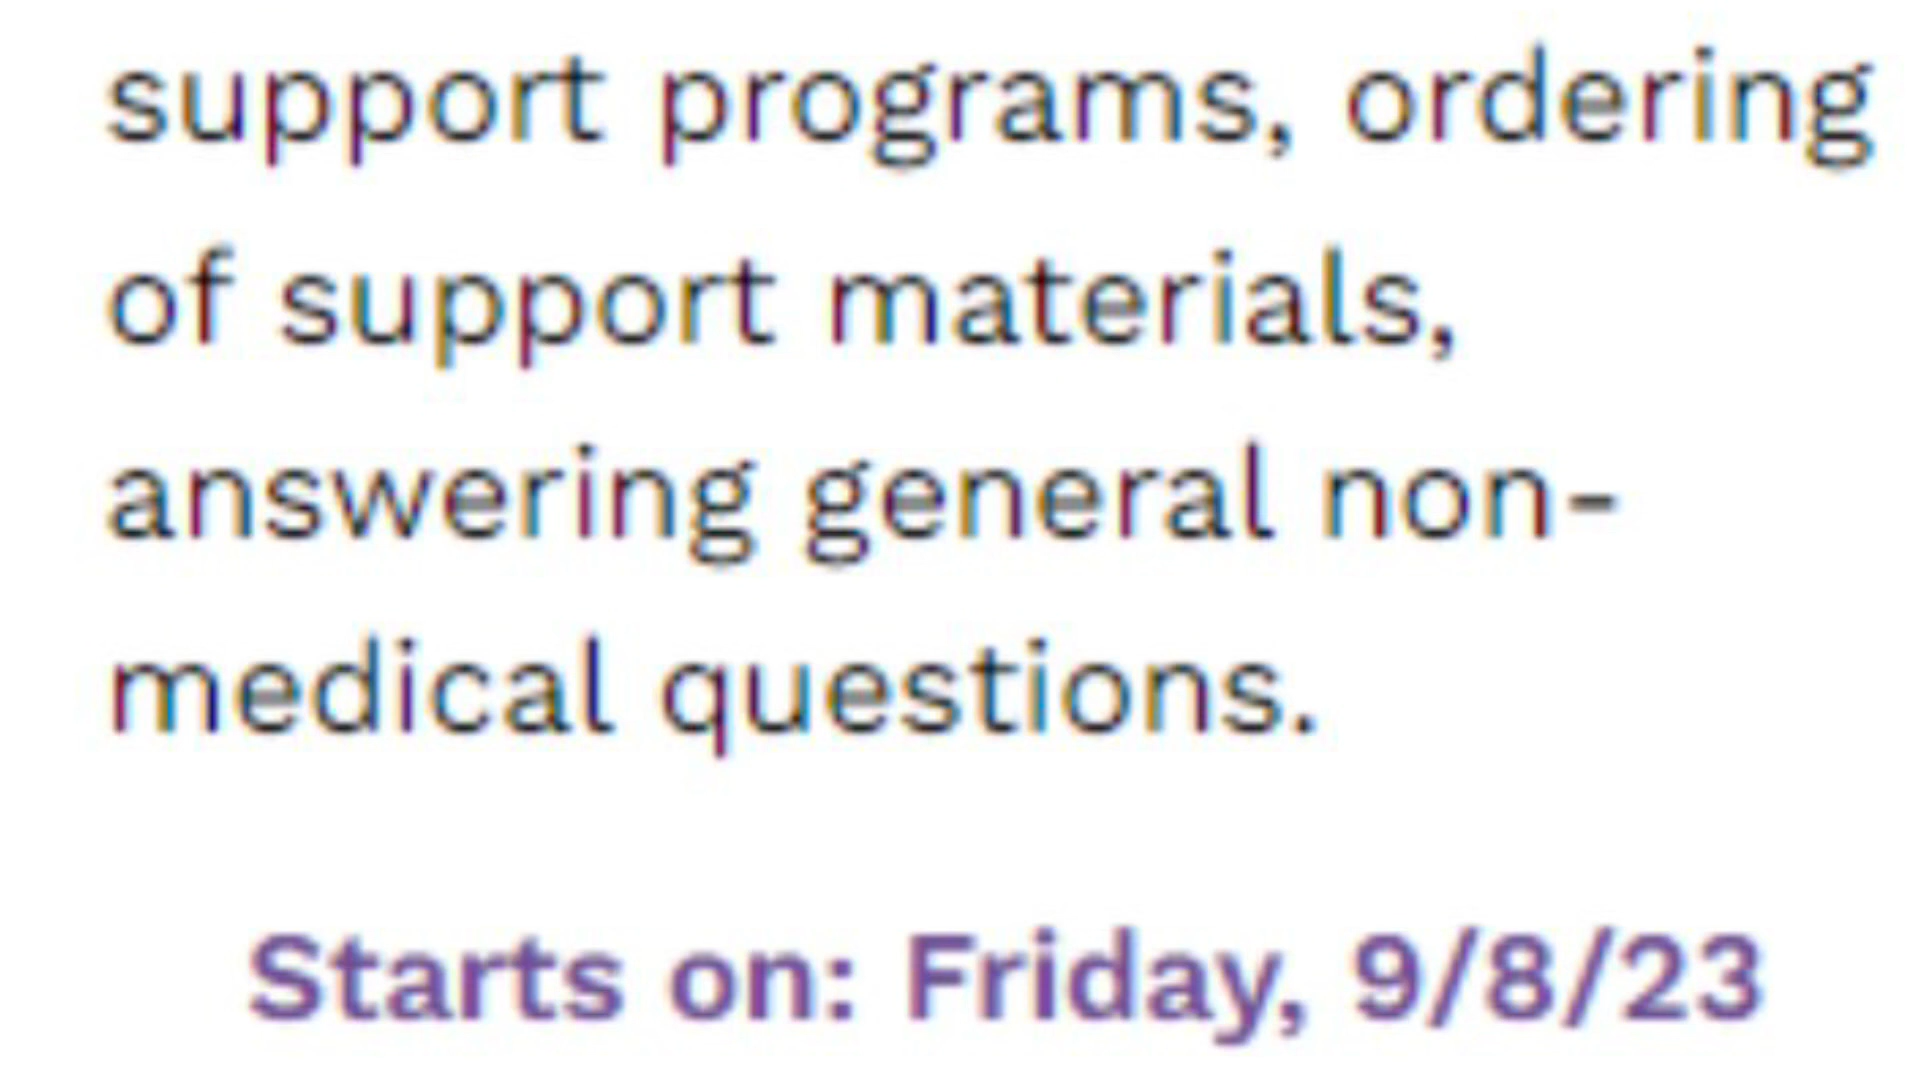 support programs, ordering
of support materials,
answering general non-
medical questions.
Starts on: Friday, 9/8/23